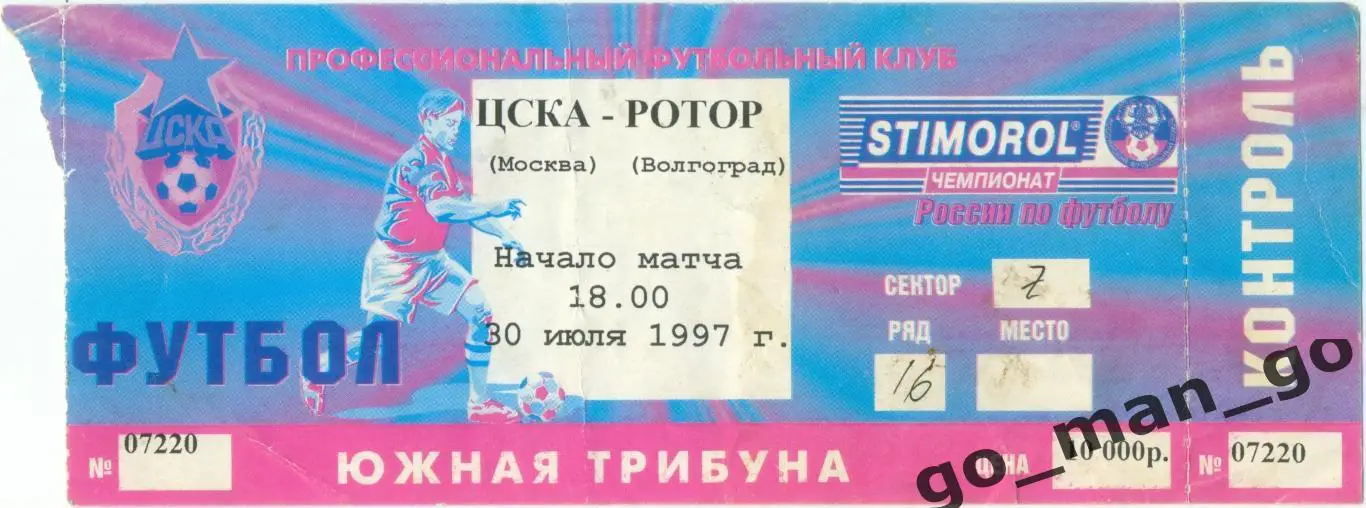 ПРОФЕССИОНАЛЬНЫЙ ФУТБОЛЬНЫЙ КЛУБ
ЦСКА
ЦСКА - РОТОР
(Москва) (Волгоград)
Начало матча
18.00
30 июля 1997 г.
ФУТБОЛ
STIMOROL®
ЧЕМПИОНАТ
России по футболу
СЕКТОР 7
РЯД МЕСТО
16
№ 07220
ЮЖНАЯ ТРИБУНА
ЦЕНА 10 000р.
КОНТРОЛЬ
№ 07220
go_man_go